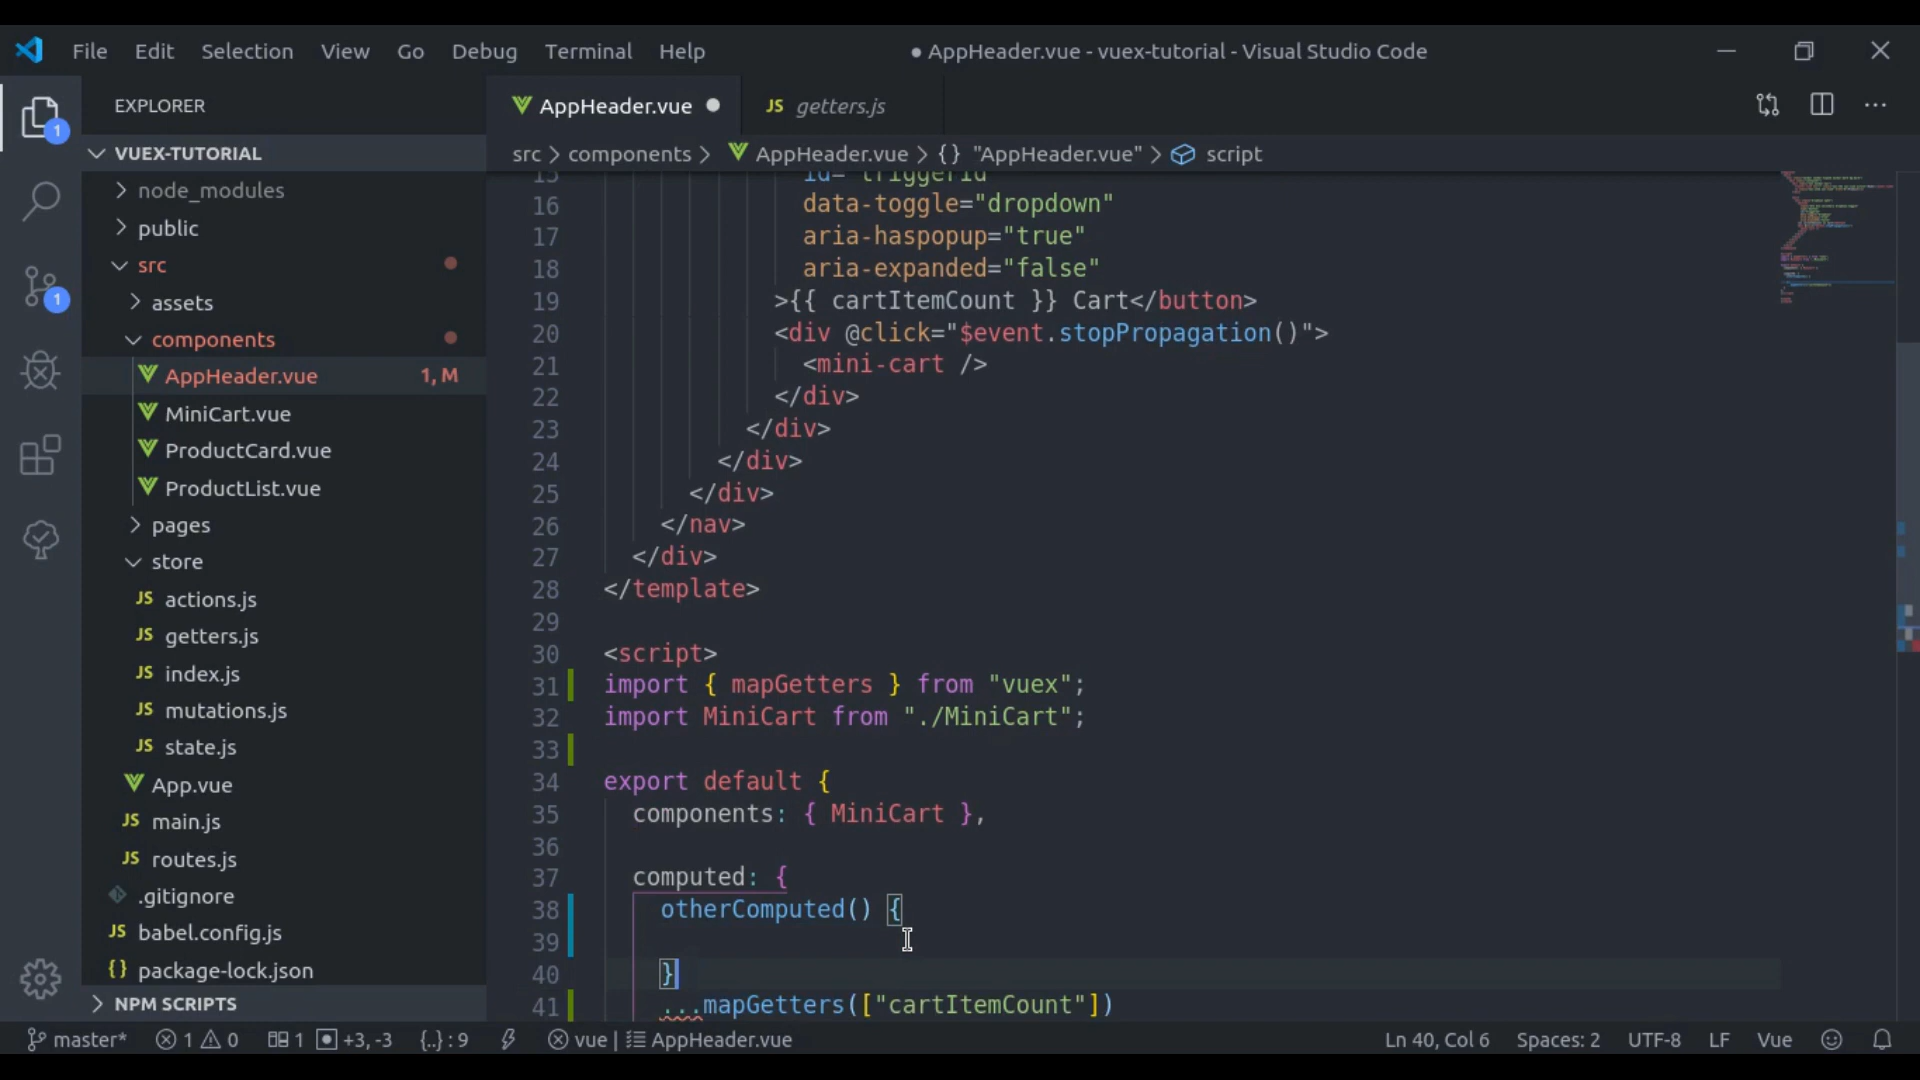 File Edit Selection View Go Debug Terminal Help
● AppHeader.vue - vuex-tutorial - Visual Studio Code
EXPLORER
VUEX-TUTORIAL
node_modules
public
src
assets
components
AppHeader.vue 1, M
MiniCart.vue
ProductCard.vue
ProductList.vue
pages
store
JS actions.js
JS getters.js
JS index.js
JS mutations.js
JS state.js
App.vue
JS main.js
JS routes.js
.gitignore
JS babel.config.js
{} package-lock.json
NPM SCRIPTS
1
1
AppHeader.vue ●
JS getters.js
src > components > AppHeader.vue > {} "AppHeader.vue" > script
15 id="triggerId"
16 data-toggle="dropdown"
17 aria-haspopup="true"
18 aria-expanded="false"
19 >{{ cartItemCount }} Cart</button>
20 <div @click="$event.stopPropagation()">
21 <mini-cart />
22 </div>
23 </div>
24 </div>
25 </div>
26 </nav>
27 </div>
28 </template>
29
30 <script>
31 import { mapGetters } from "vuex";
32 import MiniCart from "./MiniCart";
33
34 export default {
35 components: { MiniCart },
36
37 computed: {
38 otherComputed() {
39
40 }
41 ...mapGetters(["cartItemCount"])
master* 1 0 1 +3, -3 {..} : 9 vue | AppHeader.vue
Ln 40, Col 6 Spaces: 2 UTF-8 LF Vue